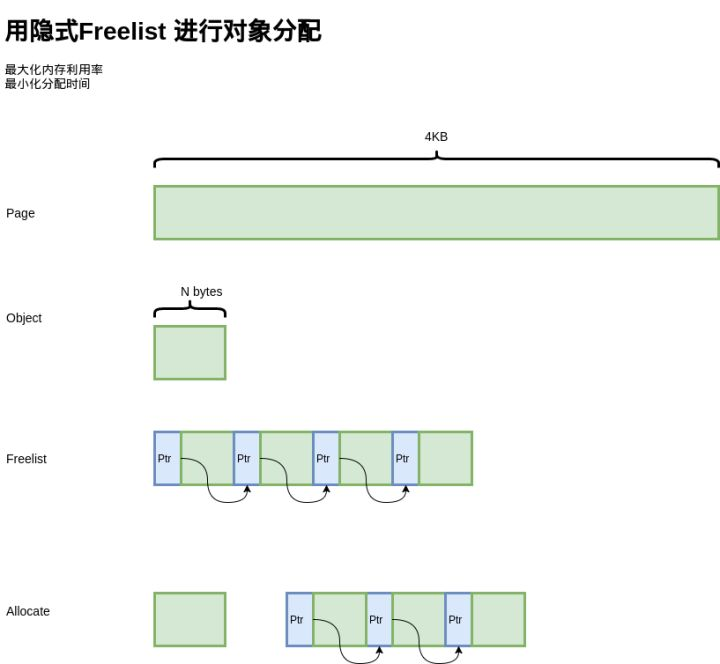 用隐式Freelist 进行对象分配
最大化内存利用率
最小化分配时间
4KB
Page
N bytes
Object
Freelist
Ptr
Ptr
Ptr
Ptr
Allocate
Ptr
Ptr
Ptr